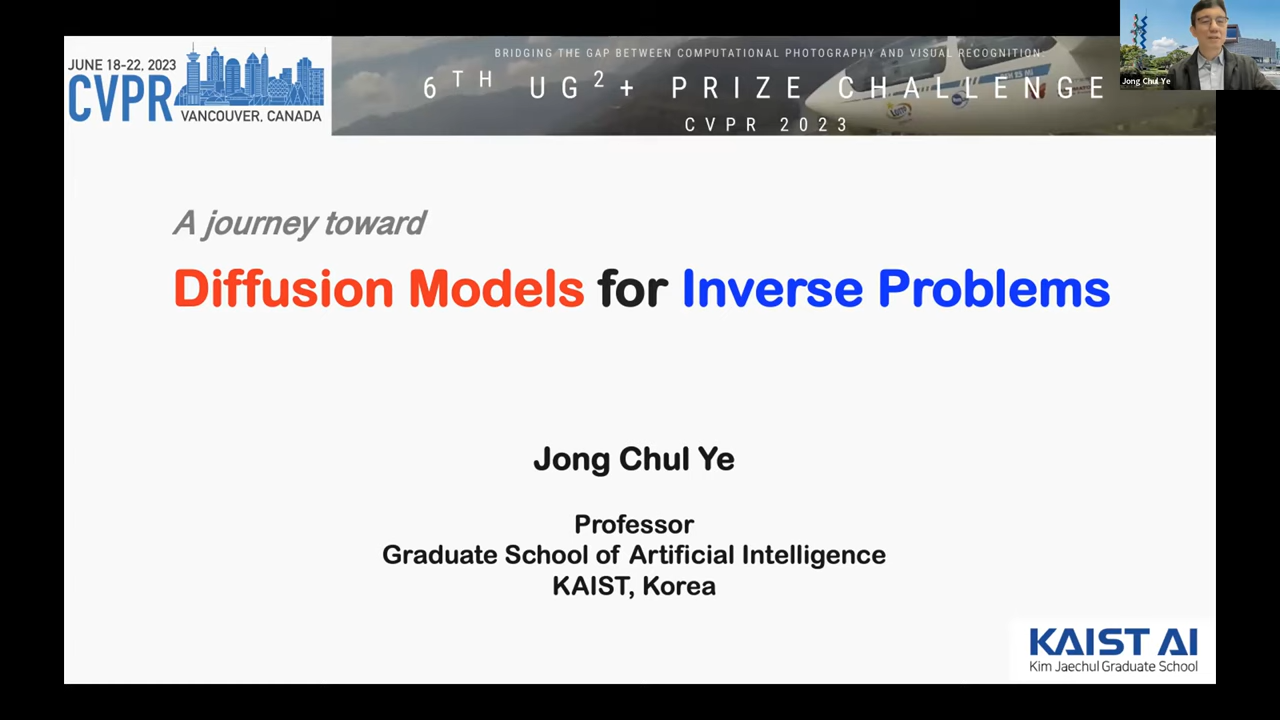 JUNE 18-22, 2023
CVPR
VANCOUVER, CANADA
BRIDGING THE GAP BETWEEN COMPUTATIONAL PHOTOGRAPHY AND VISUAL RECOGNITION
6TH UG2+ PRIZE CHALLENGE
CVPR 2023
Jong Chul Ye
A journey toward
Diffusion Models for Inverse Problems
Jong Chul Ye
Professor
Graduate School of Artificial Intelligence
KAIST, Korea
KAIST AI
Kim Jaechul Graduate School